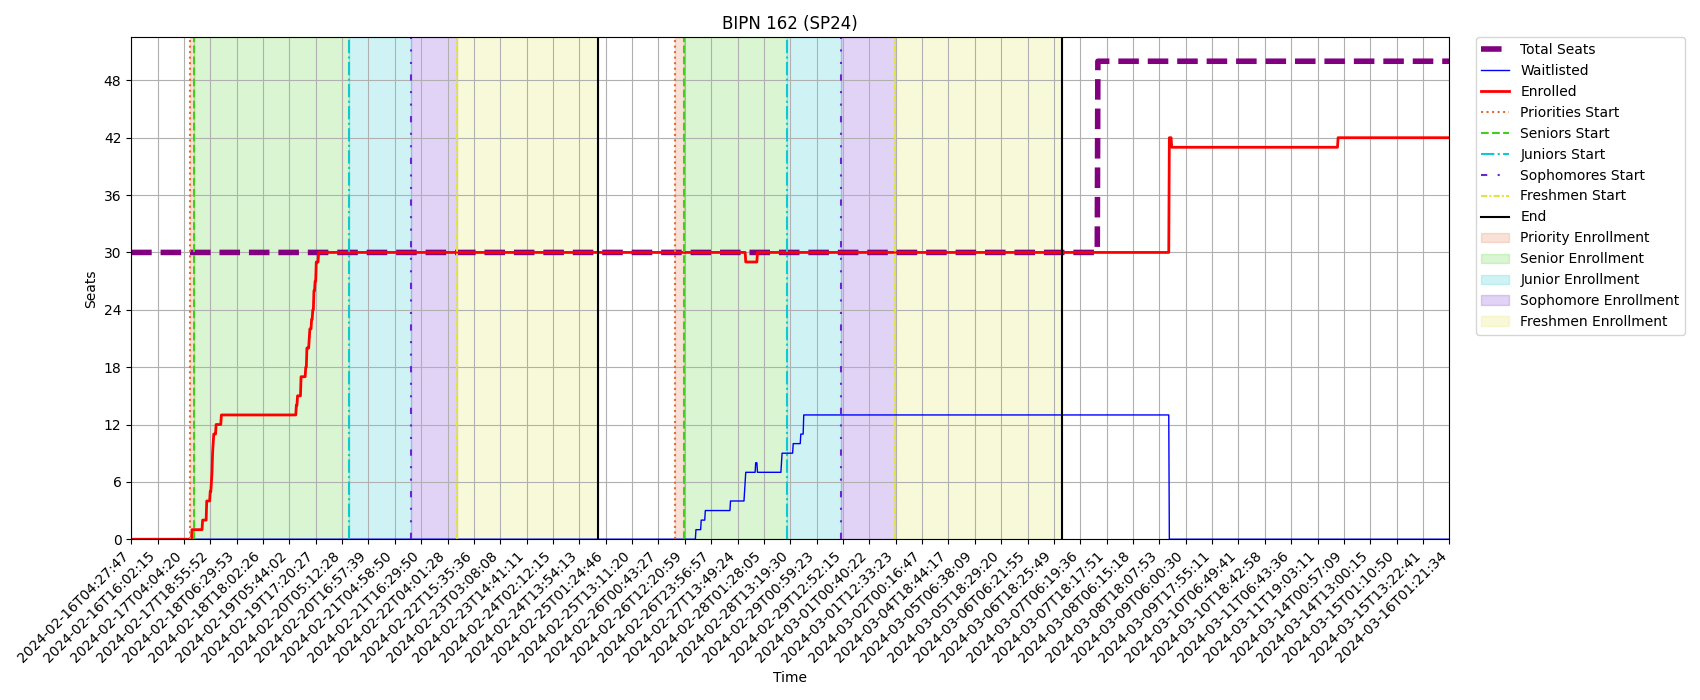 BIPN 162 (SP24)
Seats
48
42
36
30
24
18
12
6
0
2024-02-16T04:27:47
2024-02-16T16:02:15
2024-02-17T04:04:20
2024-02-17T18:55:52
2024-02-18T06:29:53
2024-02-18T18:02:26
2024-02-19T05:44:02
2024-02-19T17:20:27
2024-02-20T05:12:28
2024-02-20T16:57:39
2024-02-21T04:58:50
2024-02-21T16:29:50
2024-02-22T04:01:28
2024-02-22T15:35:36
2024-02-23T03:08:08
2024-02-23T14:41:11
2024-02-24T02:12:15
2024-02-24T13:54:13
2024-02-25T01:24:46
2024-02-25T13:11:20
2024-02-26T00:43:27
2024-02-26T12:20:59
2024-02-26T23:56:57
2024-02-27T13:49:24
2024-02-28T01:28:05
2024-02-28T13:19:30
2024-02-29T00:59:23
2024-02-29T12:52:15
2024-03-01T00:40:22
2024-03-01T12:33:23
2024-03-02T00:16:47
2024-03-04T18:44:17
2024-03-05T06:38:09
2024-03-05T18:29:20
2024-03-06T06:21:55
2024-03-06T18:25:49
2024-03-07T06:19:36
2024-03-07T18:17:51
2024-03-08T06:15:18
2024-03-08T18:07:53
2024-03-09T06:00:30
2024-03-09T17:55:11
2024-03-10T06:49:41
2024-03-10T18:42:58
2024-03-11T06:43:36
2024-03-11T19:03:11
2024-03-14T00:57:09
2024-03-14T13:00:15
2024-03-15T01:10:50
2024-03-15T13:22:41
2024-03-16T01:21:34
Time
Total Seats
Waitlisted
Enrolled
Priorities Start
Seniors Start
Juniors Start
Sophomores Start
Freshmen Start
End
Priority Enrollment
Senior Enrollment
Junior Enrollment
Sophomore Enrollment
Freshmen Enrollment